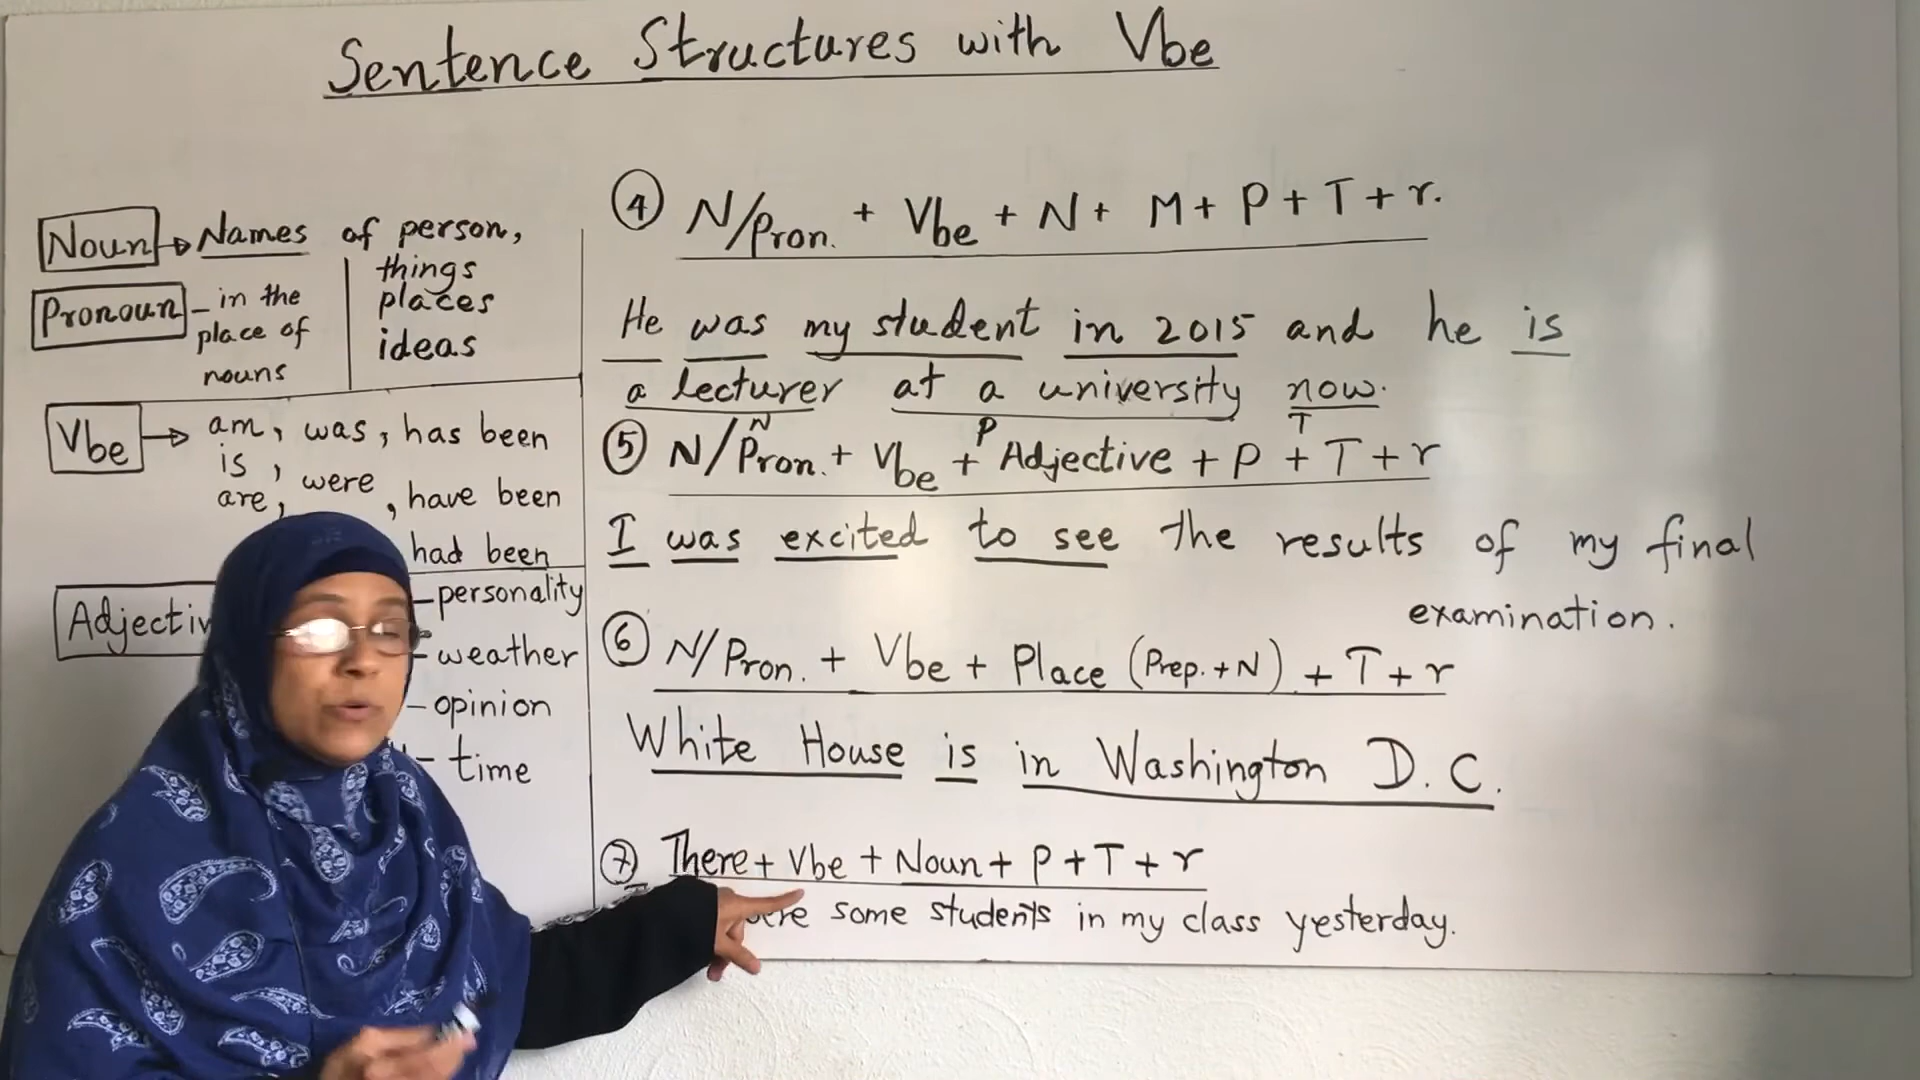 Sentence Structures with Vbe
Noun → Names of person,
things
Pronoun - in the
places
place of
ideas
nouns
Vbe → am, was, has been
is, were
are, , have been
had been
- personality
- weather
- opinion
- time
④ N/Pron. + Vbe + N + M + P + T + r.
He was my student in 2015 and he is
a lecturer at a university now.
N P T
⑤ N/Pron. + Vbe + Adjective + P + T + r
I was excited to see the results of my final
examination.
⑥ N/Pron. + Vbe + Place (Prep. + N) + T + r
White House is in Washington D.C.
⑦ There + Vbe + Noun + P + T + r
some students in my class yesterday.